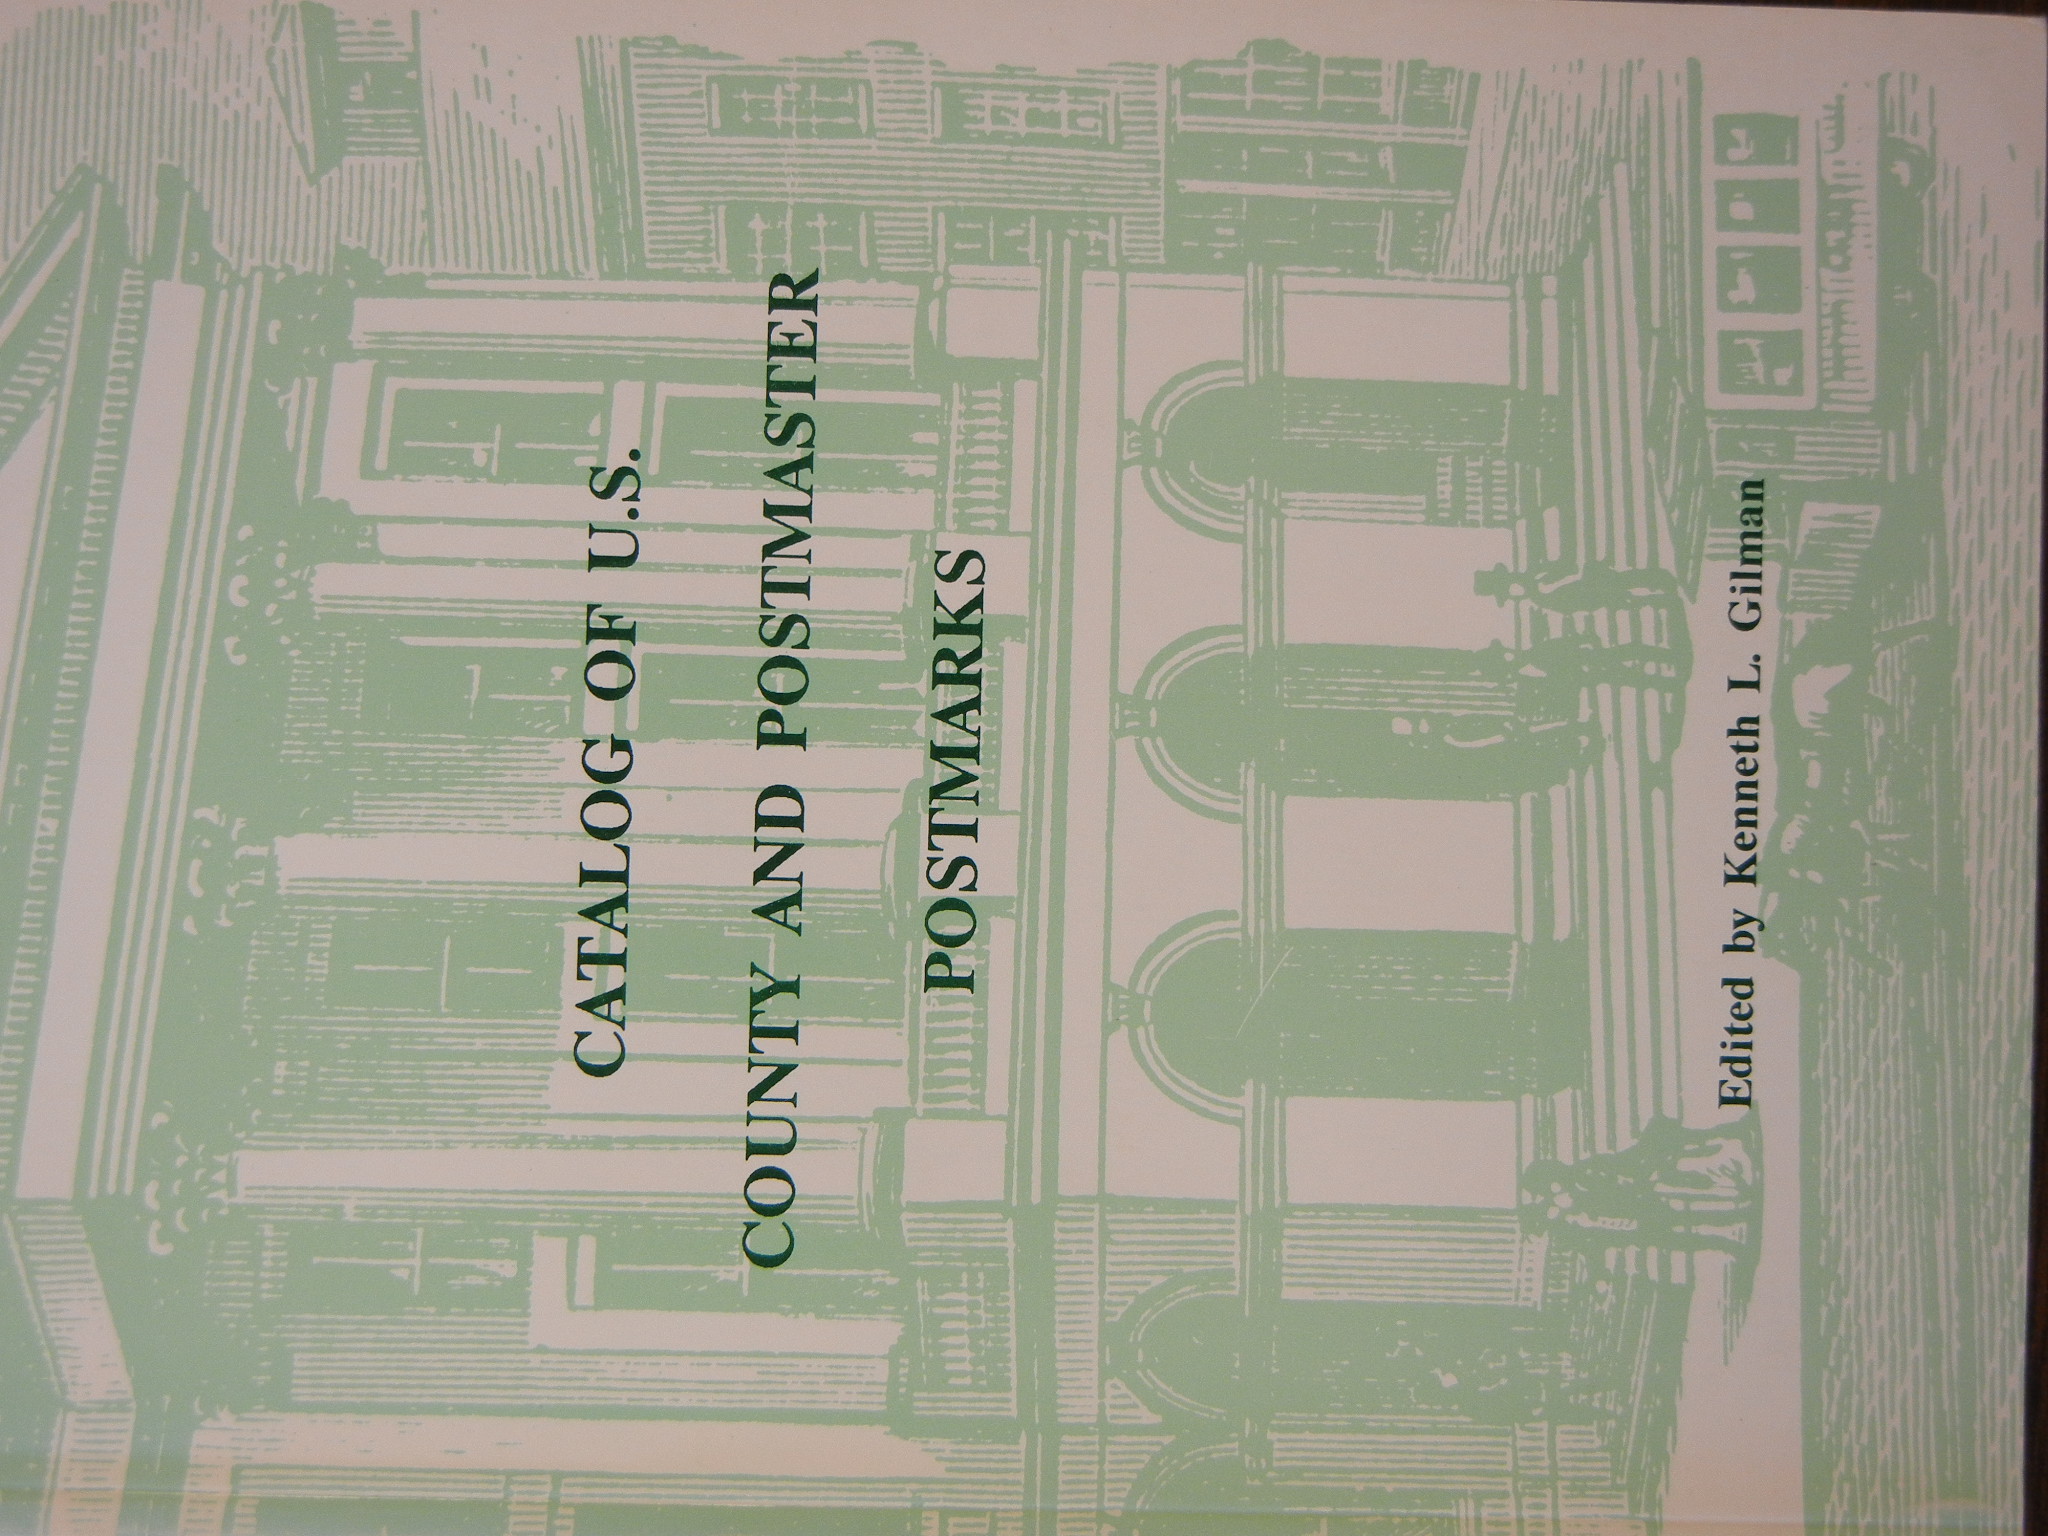 CATALOG OF U.S.
COUNTY AND POSTMASTER
POSTMARKS
Edited by Kenneth L. Gilman